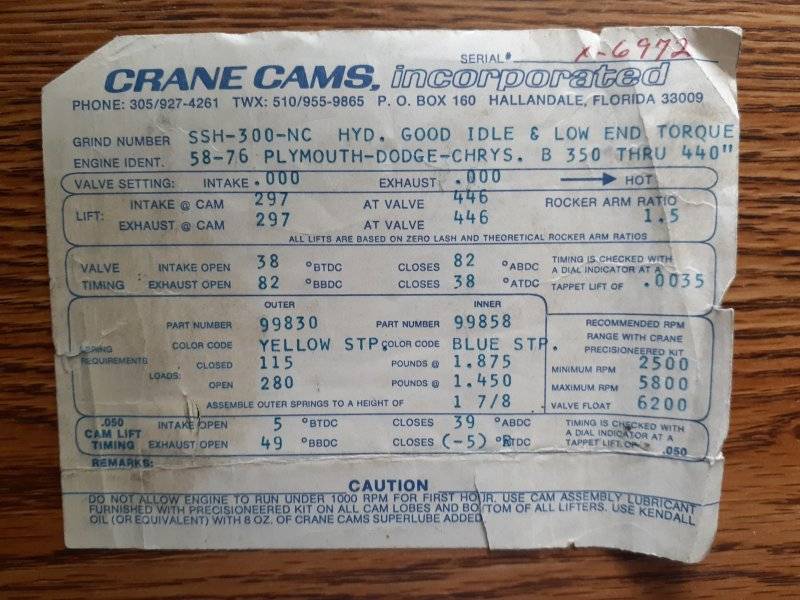 SERIAL# X-6972
CRANE CAMS, incorporated
PHONE: 305/927-4261 TWX: 510/955-9865 P. O. BOX 160 HALLANDALE, FLORIDA 33009
GRIND NUMBER SSH-300-NC HYD. GOOD IDLE & LOW END TORQUE
ENGINE IDENT. 58-76 PLYMOUTH-DODGE-CHRYS. B 350 THRU 440"
VALVE SETTING: INTAKE .000 EXHAUST .000 HOT
LIFT: INTAKE @ CAM 297 AT VALVE 446 ROCKER ARM RATIO
EXHAUST @ CAM 297 AT VALVE 446 1.5
ALL LIFTS ARE BASED ON ZERO LASH AND THEORETICAL ROCKER ARM RATIOS
VALVE INTAKE OPEN 38 °BTDC CLOSES 82 °ABDC TIMING IS CHECKED WITH
TIMING EXHAUST OPEN 82 °BBDC CLOSES 38 °ATDC A DIAL INDICATOR AT A
TAPPET LIFT OF .0035
OUTER INNER
PART NUMBER 99830 PART NUMBER 99858 RECOMMENDED RPM
COLOR CODE YELLOW STP. COLOR CODE BLUE STP. RANGE WITH CRANE
REQUIREMENTS CLOSED 115 POUNDS @ 1.875 PRECISIONEERED KIT
LOADS: MINIMUM RPM 2500
OPEN 280 POUNDS @ 1.450 MAXIMUM RPM 5800
ASSEMBLE OUTER SPRINGS TO A HEIGHT OF 1 7/8 VALVE FLOAT 6200
.050 INTAKE OPEN 5 °BTDC CLOSES 39 °ABDC TIMING IS CHECKED WITH
CAM LIFT A DIAL INDICATOR AT A
TIMING EXHAUST OPEN 49 °BBDC CLOSES (-5) °ATDC TAPPET LIFT OF .050
REMARKS:
CAUTION
DO NOT ALLOW ENGINE TO RUN UNDER 1000 RPM FOR FIRST HOUR. USE CAM ASSEMBLY LUBRICANT
FURNISHED WITH PRECISIONEERED KIT ON ALL CAM LOBES AND BOTTOM OF ALL LIFTERS. USE KENDALL
OIL (OR EQUIVALENT) WITH 8 OZ. OF CRANE CAMS SUPERLUBE ADDED